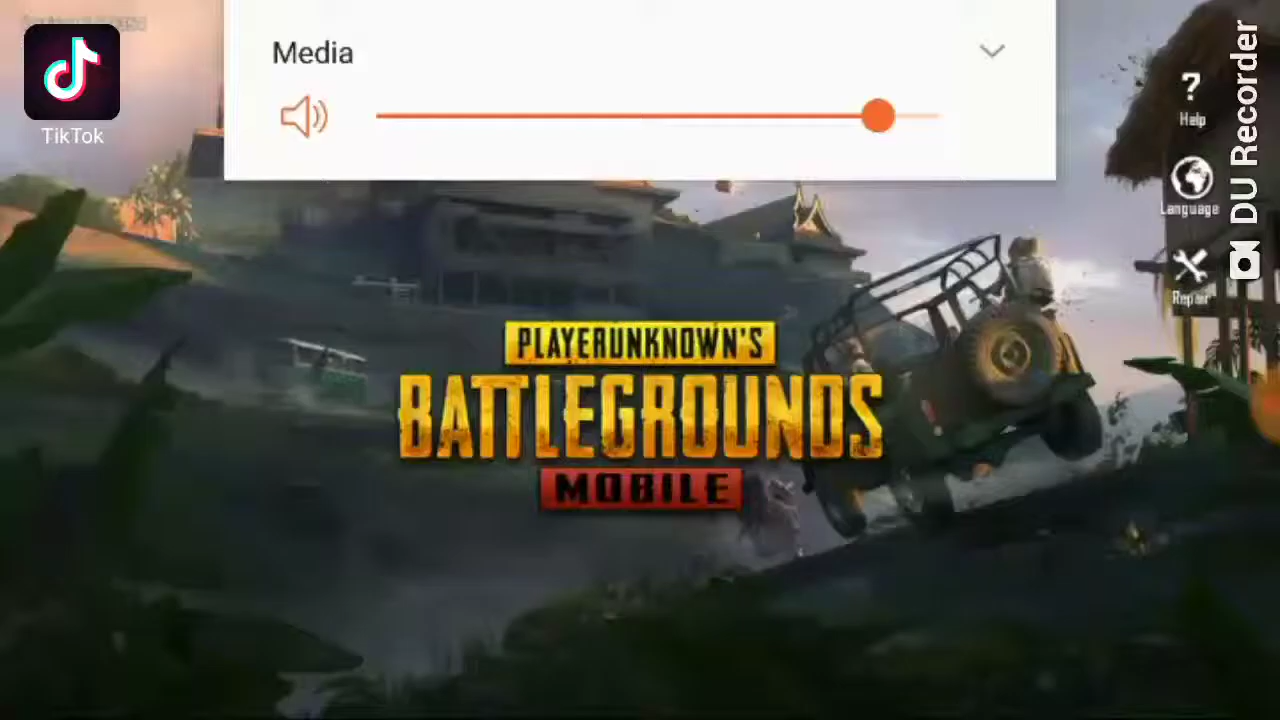 TikTok
Media
Help
Language
Repair
DU Recorder
PLAYERUNKNOWN'S
BATTLEGROUNDS
MOBILE